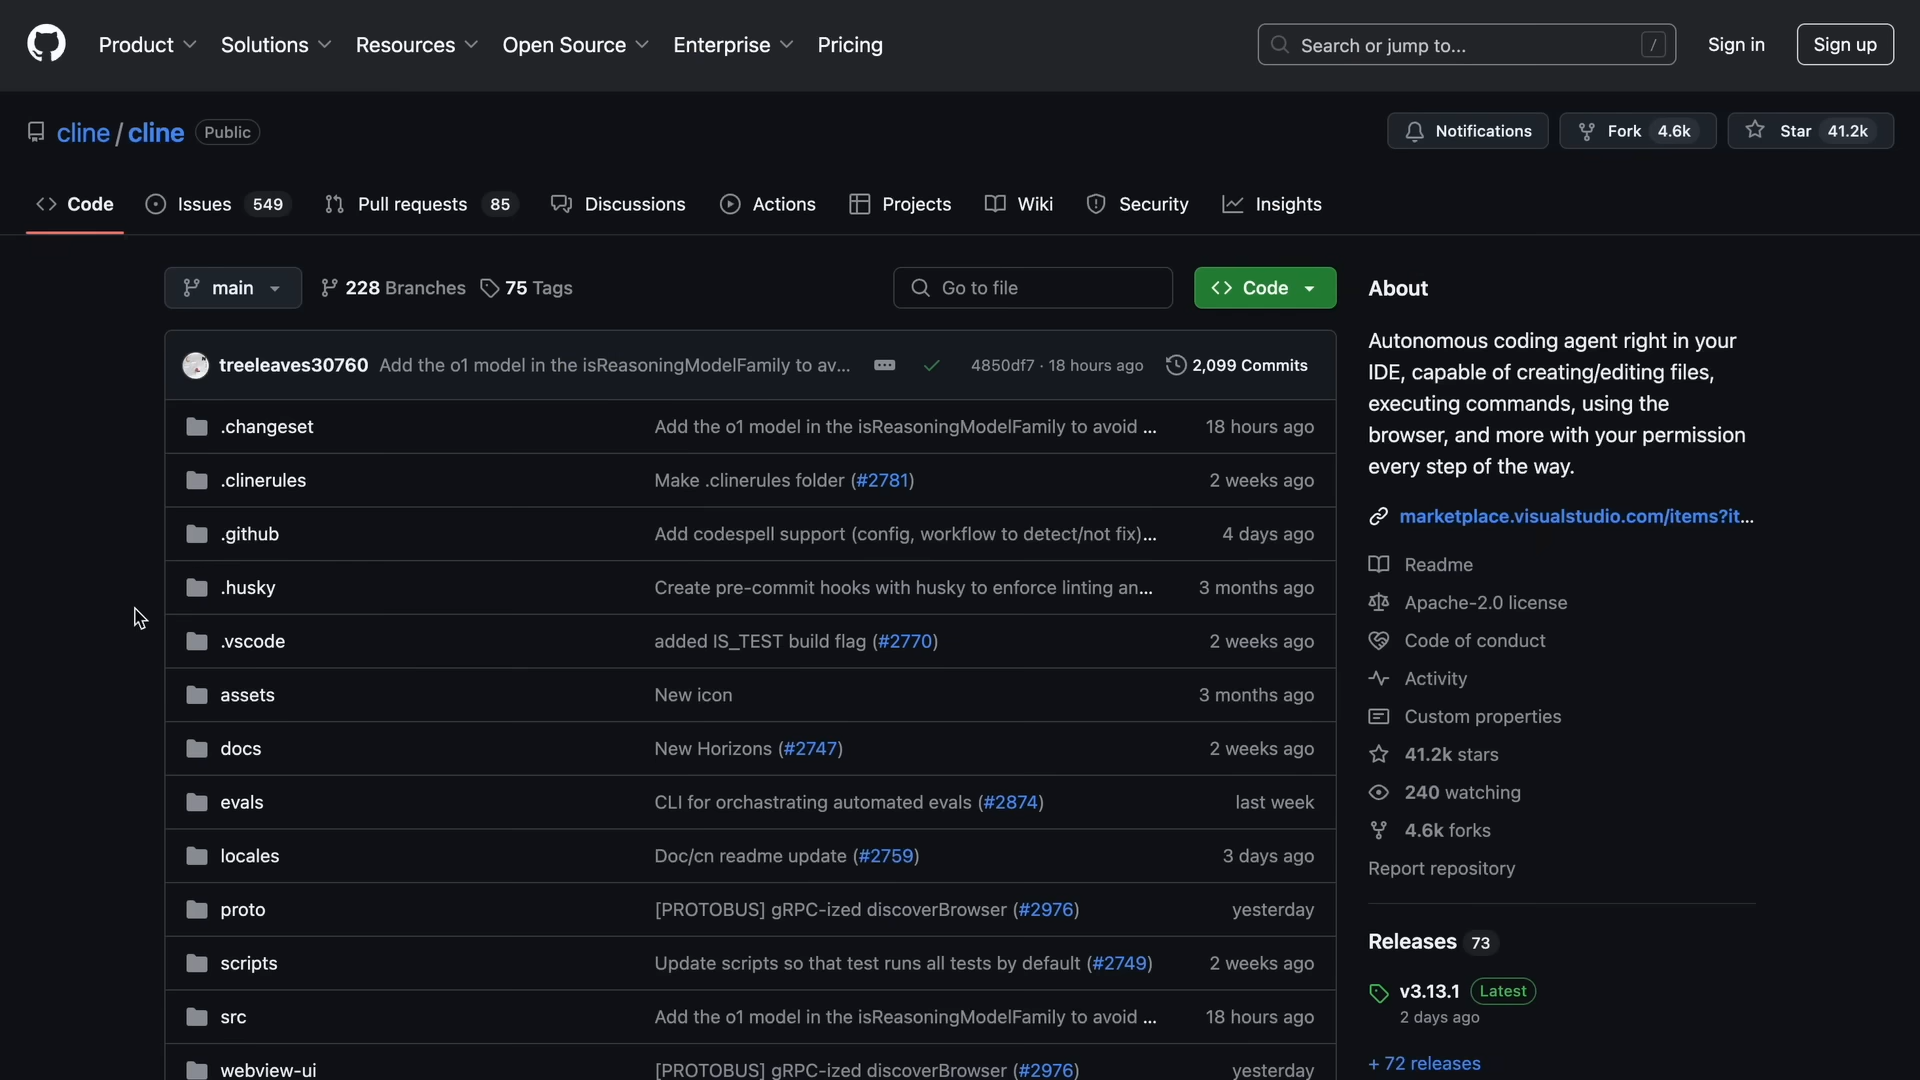 Product Solutions Resources Open Source Enterprise Pricing Search or jump to... / Sign in Sign up
cline / cline Public Notifications Fork 4.6k Star 41.2k
Code Issues 549 Pull requests 85 Discussions Actions Projects Wiki Security Insights
main 228 Branches 75 Tags Go to file Code
treeleaves30760 Add the o1 model in the isReasoningModelFamily to av... 4850df7 · 18 hours ago 2,099 Commits
.changeset Add the o1 model in the isReasoningModelFamily to avoid ... 18 hours ago
.clinerules Make .clinerules folder (#2781) 2 weeks ago
.github Add codespell support (config, workflow to detect/not fix)... 4 days ago
.husky Create pre-commit hooks with husky to enforce linting an... 3 months ago
.vscode added IS_TEST build flag (#2770) 2 weeks ago
assets New icon 3 months ago
docs New Horizons (#2747) 2 weeks ago
evals CLI for orchastrating automated evals (#2874) last week
locales Doc/cn readme update (#2759) 3 days ago
proto [PROTOBUS] gRPC-ized discoverBrowser (#2976) yesterday
scripts Update scripts so that test runs all tests by default (#2749) 2 weeks ago
src Add the o1 model in the isReasoningModelFamily to avoid ... 18 hours ago
webview-ui [PROTOBUS] gRPC-ized discoverBrowser (#2976) yesterday
About
Autonomous coding agent right in your
IDE, capable of creating/editing files,
executing commands, using the
browser, and more with your permission
every step of the way.
marketplace.visualstudio.com/items?it...
Readme
Apache-2.0 license
Code of conduct
Activity
Custom properties
41.2k stars
240 watching
4.6k forks
Report repository
Releases 73
v3.13.1 Latest
2 days ago
+ 72 releases